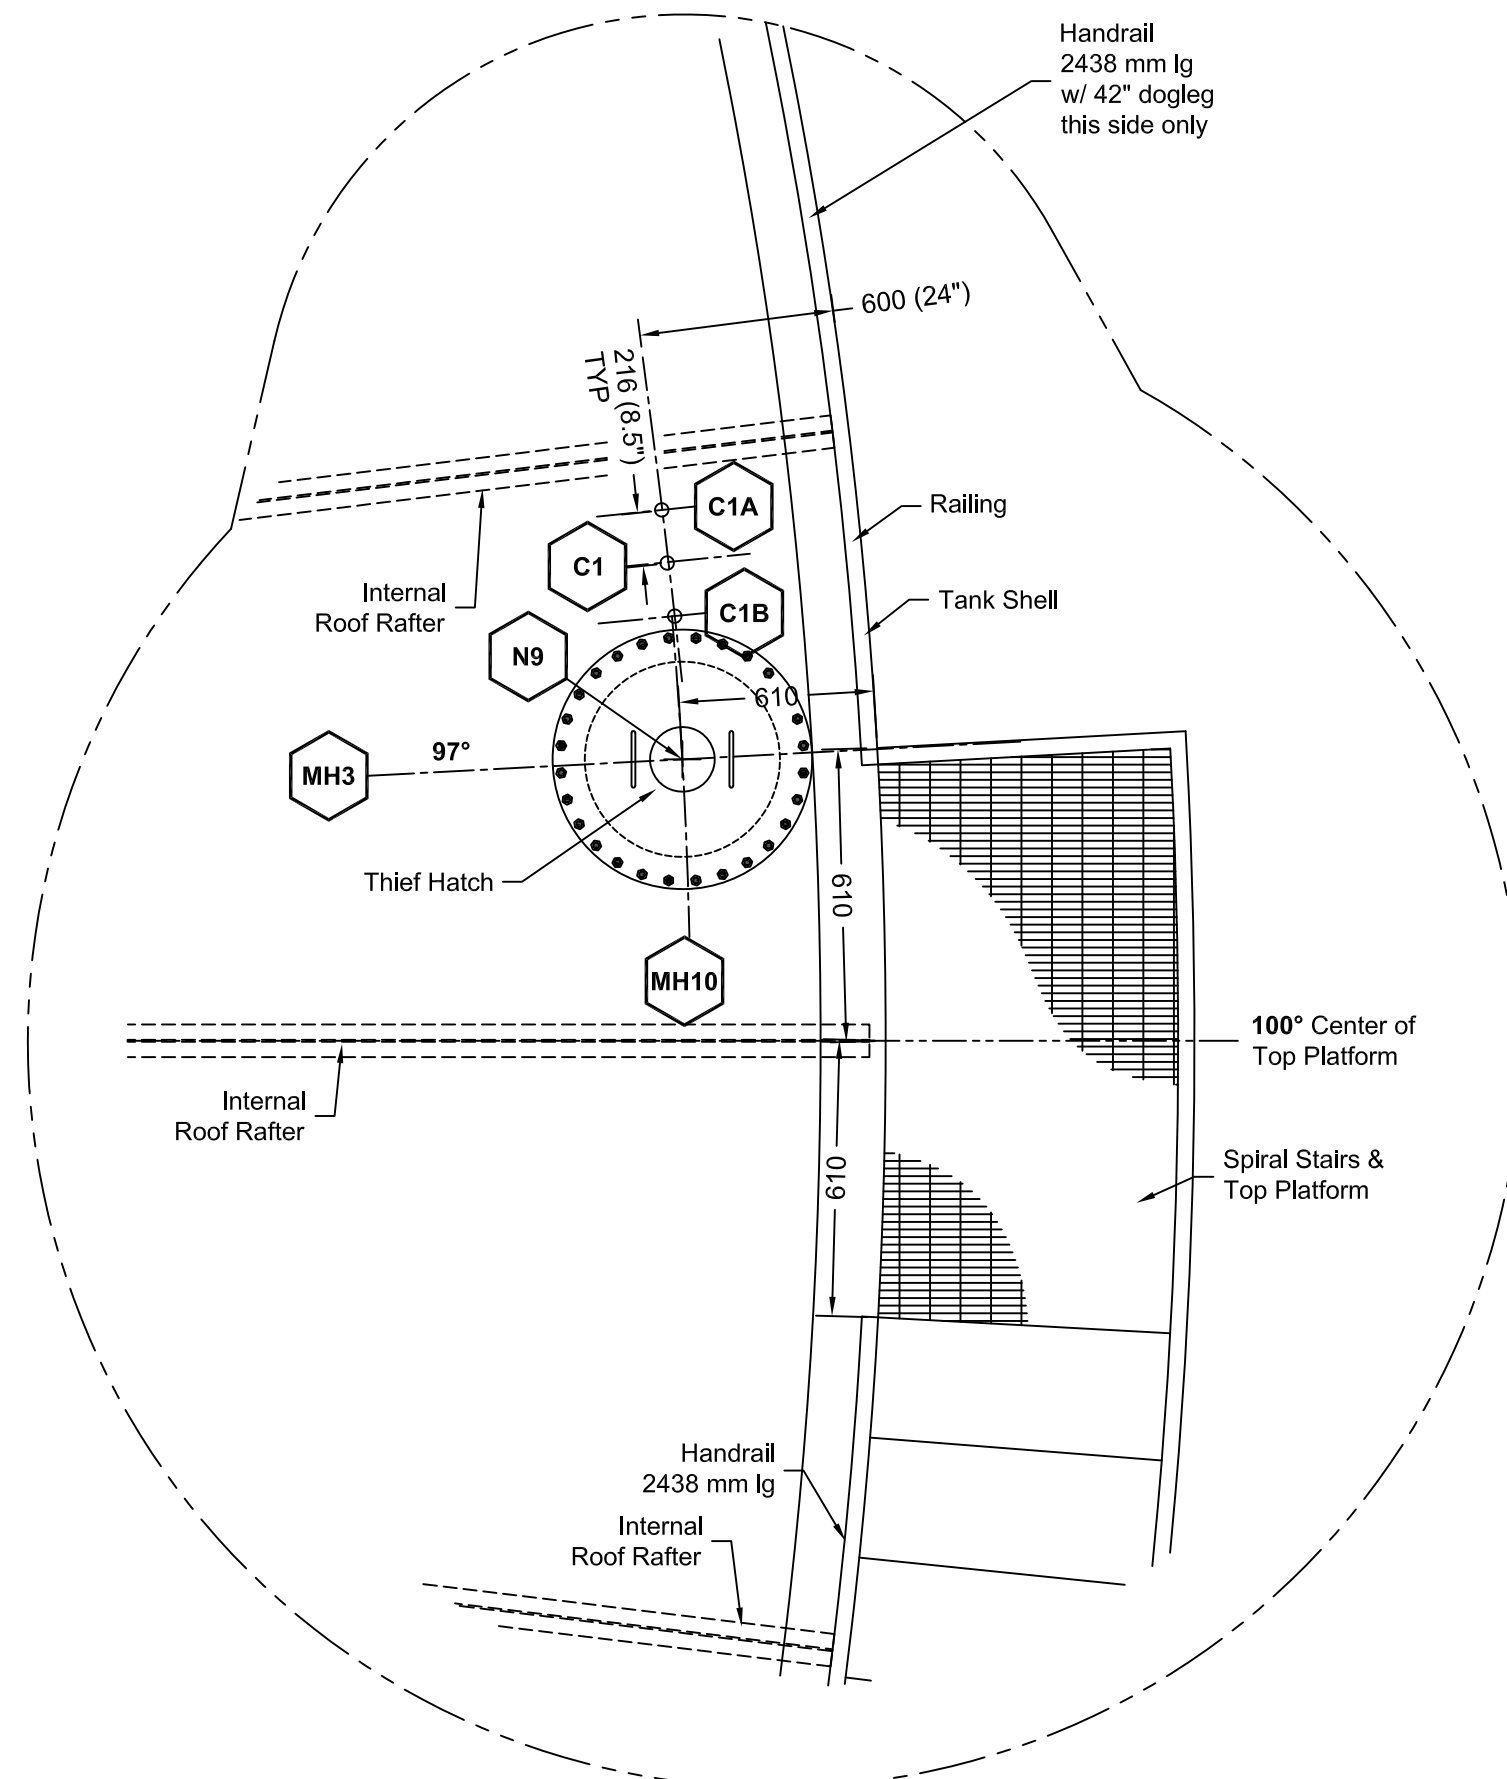 Handrail
2438 mm lg
w/ 42" dogleg
this side only
600 (24")
216 (8.5")
TYP
C1A
Railing
C1
Internal
Roof Rafter
Tank Shell
C1B
N9
610
97°
MH3
Thief Hatch
610
MH10
100° Center of
Top Platform
Internal
Roof Rafter
610
Spiral Stairs &
Top Platform
Handrail
2438 mm lg
Internal
Roof Rafter